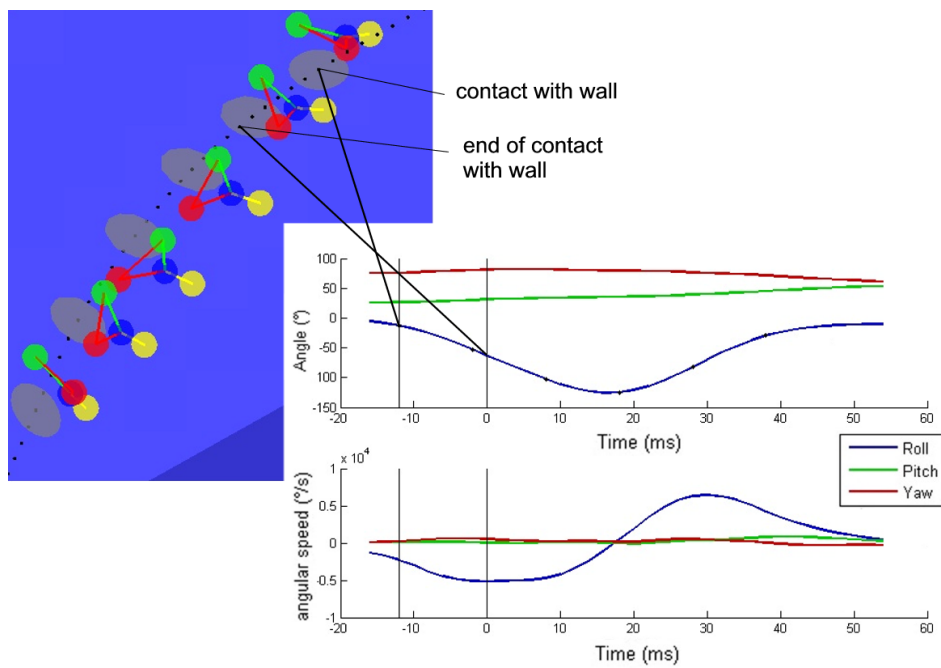 contact with wall
end of contact
with wall
100
50
0
-50
100
-150
Angle (º)
-20 -10 0 10 20 30 40 50 60
Time (ms)
x 10⁴
1
0.5
0
-0.5
-1
angular speed (º/s)
-20 -10 0 10 20 30 40 50 60
Time (ms)
Roll
Pitch
Yaw